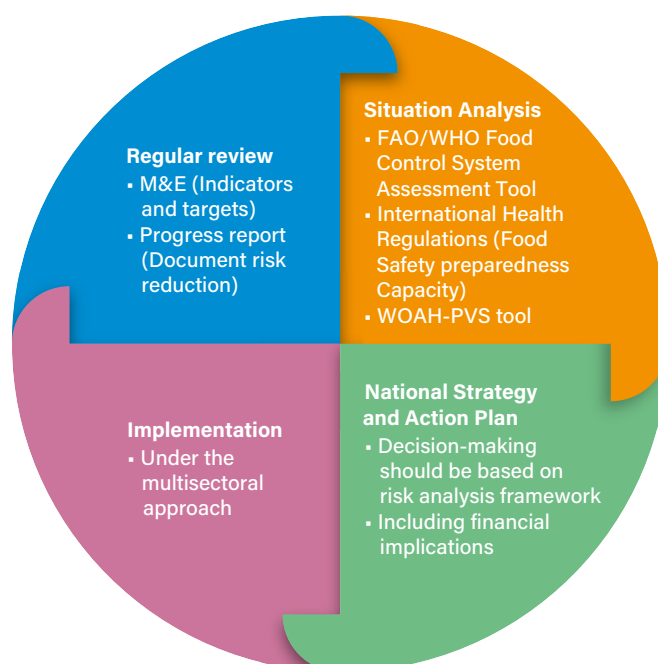 Regular review
▪ M&E (Indicators
and targets)
▪ Progress report
(Document risk
reduction)
Situation Analysis
▪ FAO/WHO Food
Control System
Assessment Tool
▪ International Health
Regulations (Food
Safety preparedness
Capacity)
▪ WOAH-PVS tool
Implementation
▪ Under the
multisectoral
approach
National Strategy
and Action Plan
▪ Decision-making
should be based on
risk analysis framework
▪ Including financial
implications